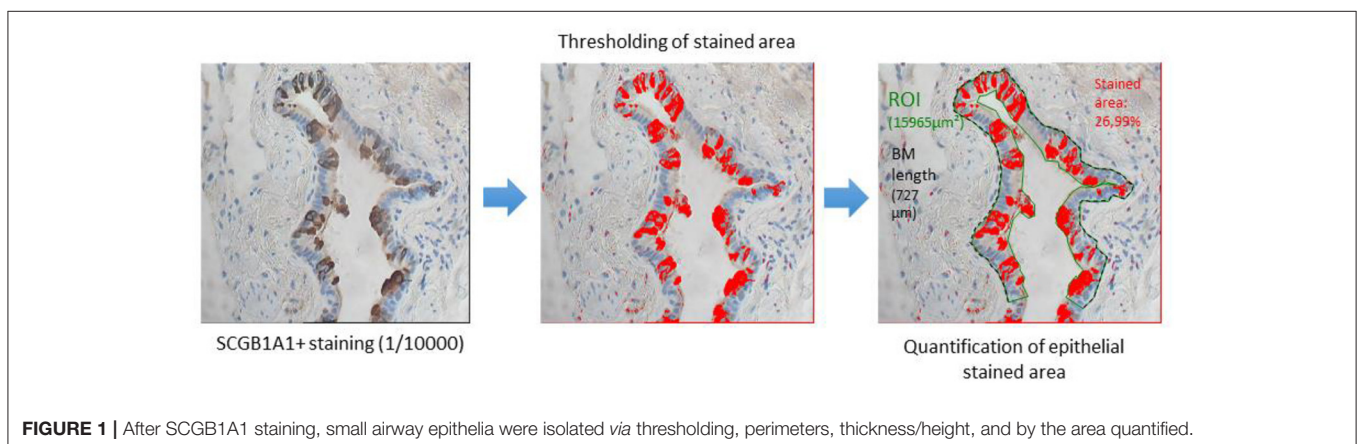 Thresholding of stained area
SCGB1A1+ staining (1/10000)
ROI
(15965µm²)
BM
length
(727
µm)
Stained
area:
26,99%
Quantification of epithelial
stained area
FIGURE 1 | After SCGB1A1 staining, small airway epithelia were isolated via thresholding, perimeters, thickness/height, and by the area quantified.